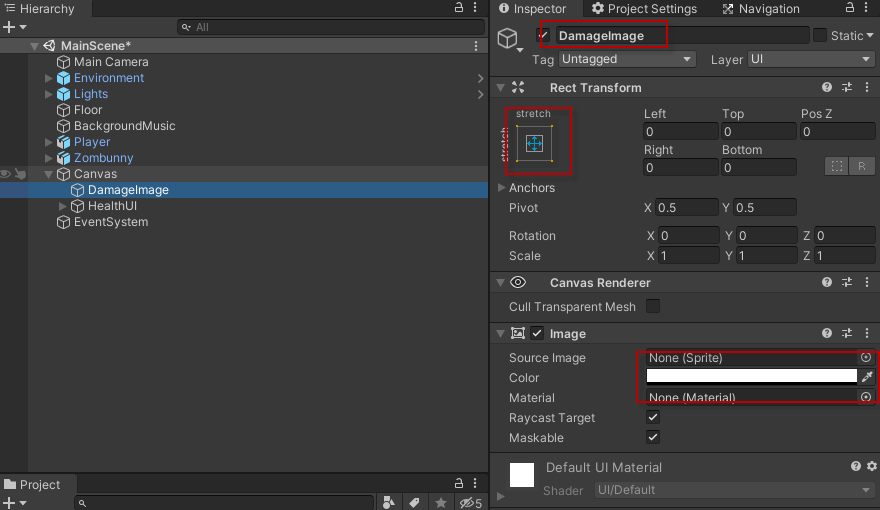 Hierarchy
All
MainScene*
Main Camera
Environment
Lights
Floor
BackgroundMusic
Player
Zombunny
Canvas
DamageImage
HealthUI
EventSystem
Project
5
Inspector
Project Settings
Navigation
DamageImage
Static
Tag Untagged Layer UI
Rect Transform
stretch
stretch
Left Top Pos Z
0 0 0
Right Bottom
0 0
R
Anchors
Pivot X 0.5 Y 0.5
Rotation X 0 Y 0 Z 0
Scale X 1 Y 1 Z 1
Canvas Renderer
Cull Transparent Mesh
Image
Source Image None (Sprite)
Color
Material None (Material)
Raycast Target
Maskable
Default UI Material
Shader UI/Default